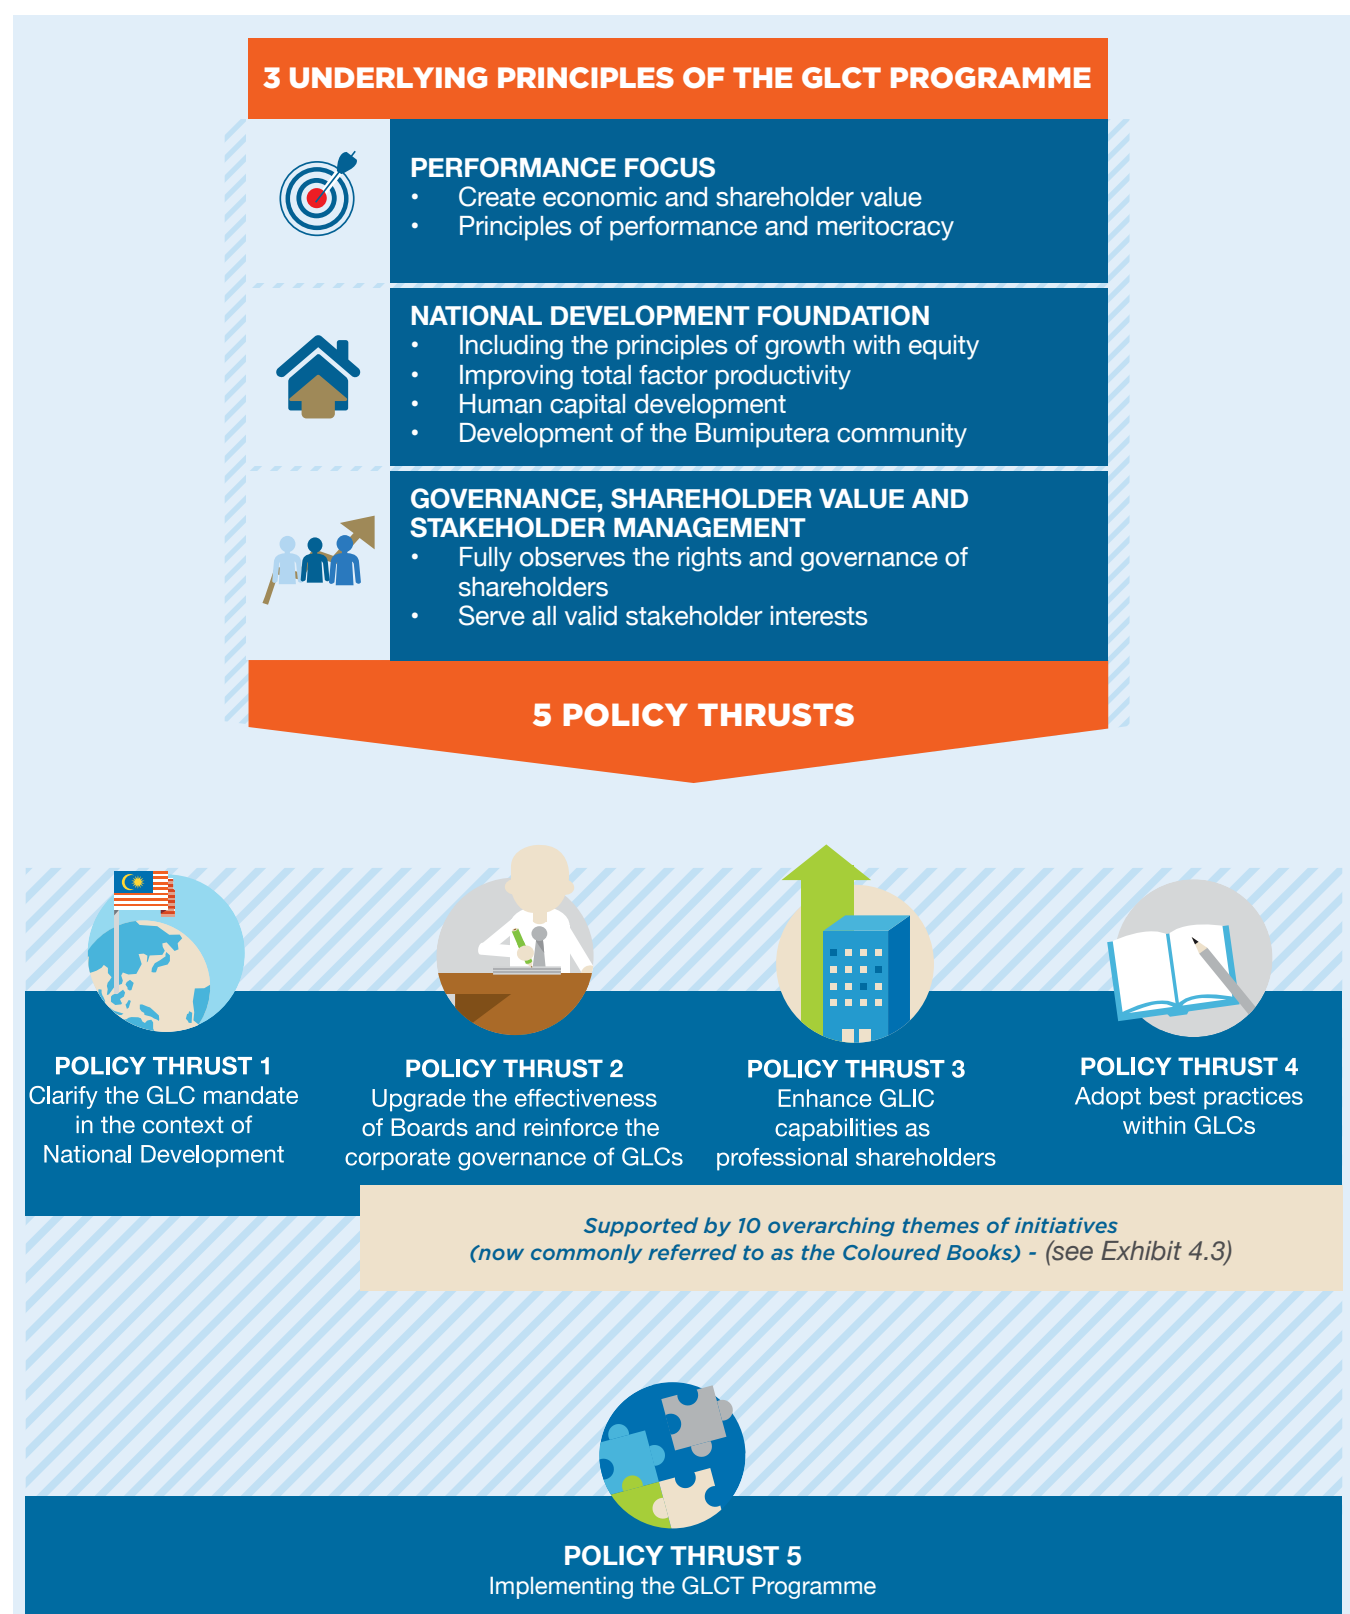 3 UNDERLYING PRINCIPLES OF THE GLCT PROGRAMME
PERFORMANCE FOCUS
• Create economic and shareholder value
• Principles of performance and meritocracy
NATIONAL DEVELOPMENT FOUNDATION
• Including the principles of growth with equity
• Improving total factor productivity
• Human capital development
• Development of the Bumiputera community
GOVERNANCE, SHAREHOLDER VALUE AND
STAKEHOLDER MANAGEMENT
• Fully observes the rights and governance of
shareholders
• Serve all valid stakeholder interests
5 POLICY THRUSTS
POLICY THRUST 1
Clarify the GLC mandate
in the context of
National Development
POLICY THRUST 2
Upgrade the effectiveness
of Boards and reinforce the
corporate governance of GLCs
POLICY THRUST 3
Enhance GLIC
capabilities as
professional shareholders
POLICY THRUST 4
Adopt best practices
within GLCs
Supported by 10 overarching themes of initiatives
(now commonly referred to as the Coloured Books) - (see Exhibit 4.3)
POLICY THRUST 5
Implementing the GLCT Programme